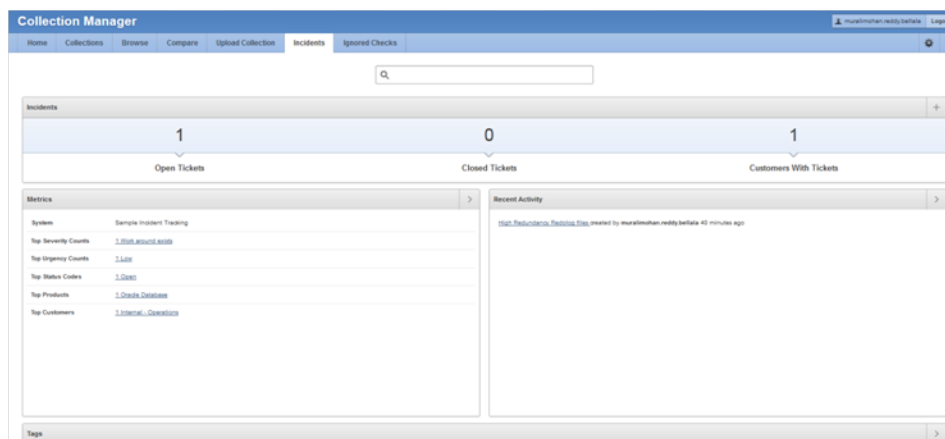 Collection Manager
muralimohan.reddy.bellala
Home Collections Browse Compare Upload Collection Incidents Ignored Checks
Incidents
1 0 1
Open Tickets Closed Tickets Customers With Tickets
Metrics
System Sample Incident Tracking
Top Severity Counts 1 Work around exists
Top Urgency Counts 1 Low
Top Status Codes 1 Open
Top Products 1 Oracle Database
Top Customers 1 Internal - Operations
Recent Activity
High Redundancy Redolog files created by muralimohan.reddy.bellala 40 minutes ago
Tags